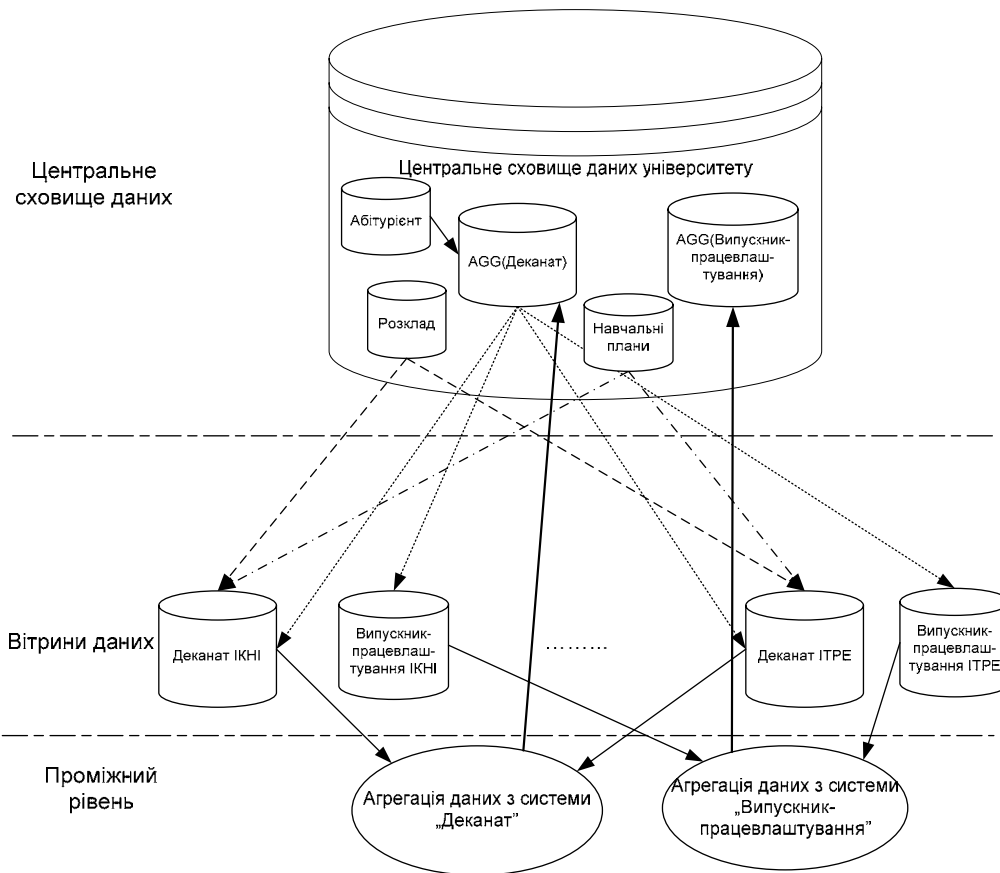 Центральне
сховище даних
Центральне сховище даних університету
Абітурієнт
AGG(Деканат)
AGG(Випускник-
працевлаш-
тування)
Розклад
Навчальні
плани
Вітрини даних
Деканат ІКНІ
Випускник-
працевлаш-
тування ІКНІ
.........
Деканат ІТРЕ
Випускник-
працевлаш-
тування ІТРЕ
Проміжний
рівень
Агрегація даних з системи
„Деканат”
Агрегація даних з системи
„Випускник-
працевлаштування”